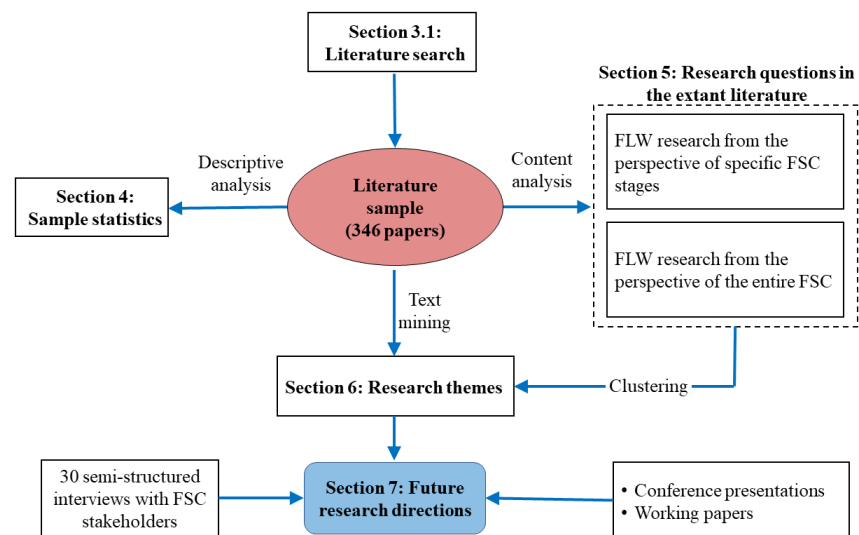 Section 3.1:
Literature search
Section 5: Research questions in
the extant literature
FLW research from the
perspective of specific FSC
stages
FLW research from the
perspective of the entire FSC
Descriptive
analysis
Content
analysis
Section 4:
Sample statistics
Literature
sample
(346 papers)
Text
mining
Section 6: Research themes
Clustering
30 semi-structured
interviews with FSC
stakeholders
Section 7: Future
research directions
• Conference presentations
• Working papers